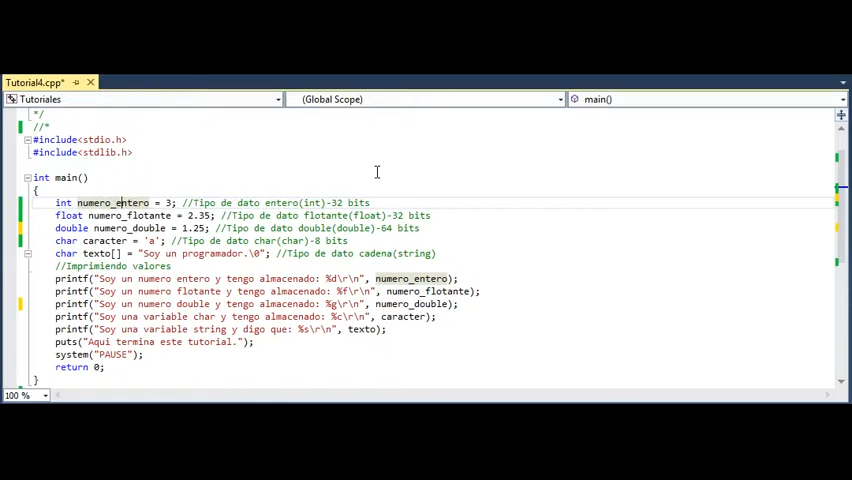 Tutorial4.cpp*
Tutoriales (Global Scope) main()
*/
//*
#include<stdio.h>
#include<stdlib.h>
int main()
{
int numero_entero = 3; //Tipo de dato entero(int)-32 bits
float numero_flotante = 2.35; //Tipo de dato flotante(float)-32 bits
double numero_double = 1.25; //Tipo de dato double(double)-64 bits
char caracter = 'a'; //Tipo de dato char(char)-8 bits
char texto[] = "Soy un programador.\0"; //Tipo de dato cadena(string)
//Imprimiendo valores
printf("Soy un numero entero y tengo almacenado: %d\r\n", numero_entero);
printf("Soy un numero flotante y tengo almacenado: %f\r\n", numero_flotante);
printf("Soy un numero double y tengo almacenado: %g\r\n", numero_double);
printf("Soy una variable char y tengo almacenado: %c\r\n", caracter);
printf("Soy una variable string y digo que: %s\r\n", texto);
puts("Aqui termina este tutorial.");
system("PAUSE");
return 0;
}
100 %